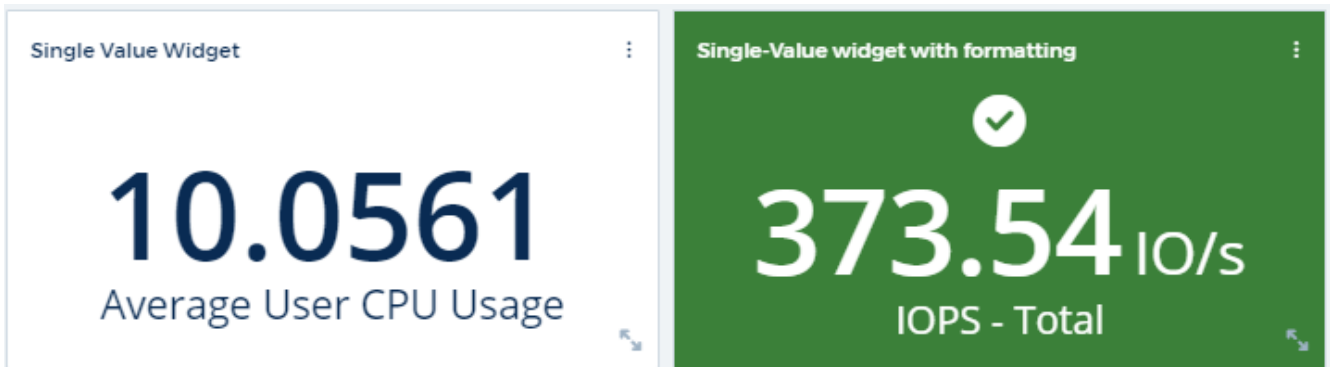 Single Value Widget
10.0561
Average User CPU Usage
Single-Value widget with formatting
373.54 IO/s
IOPS - Total